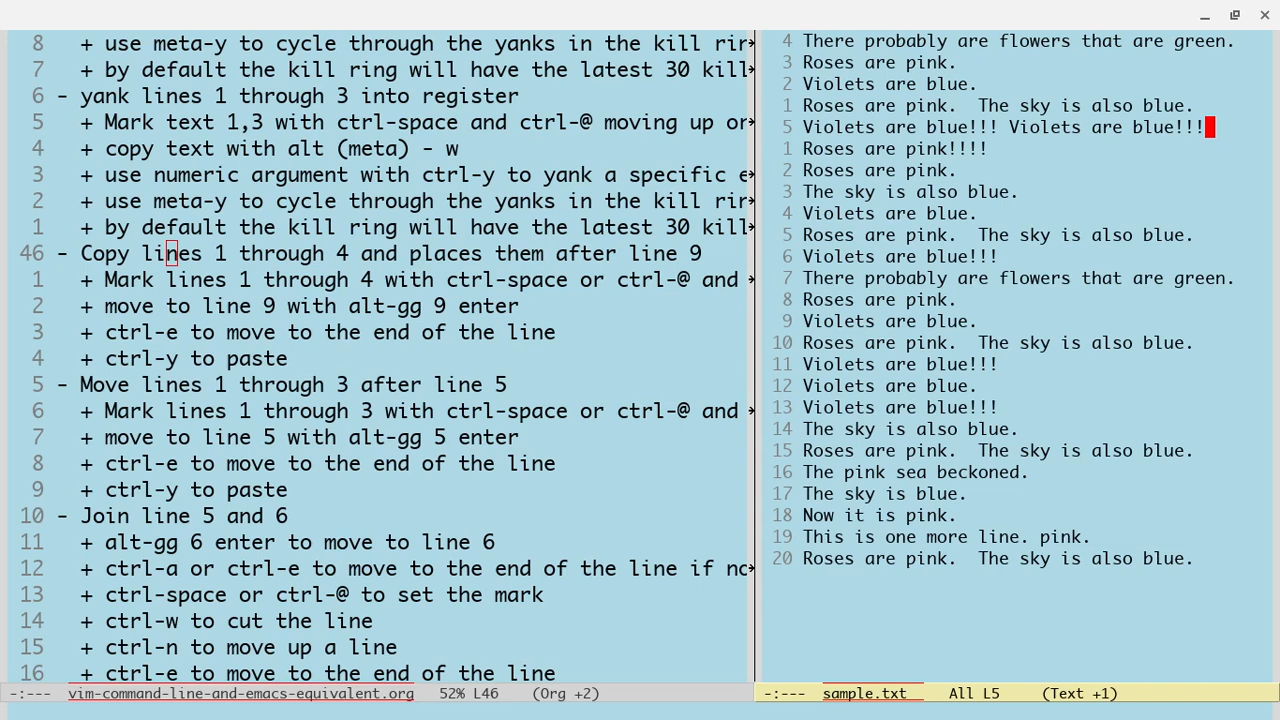 8   + use meta-y to cycle through the yanks in the kill rin
7   + by default the kill ring will have the latest 30 kill
6 - yank lines 1 through 3 into register
5   + Mark text 1,3 with ctrl-space and ctrl-@ moving up or
4   + copy text with alt (meta) - w
3   + use numeric argument with ctrl-y to yank a specific e
2   + use meta-y to cycle through the yanks in the kill rin
1   + by default the kill ring will have the latest 30 kill
46 - Copy lines 1 through 4 and places them after line 9
1   + Mark lines 1 through 4 with ctrl-space or ctrl-@ and
2   + move to line 9 with alt-gg 9 enter
3   + ctrl-e to move to the end of the line
4   + ctrl-y to paste
5 - Move lines 1 through 3 after line 5
6   + Mark lines 1 through 3 with ctrl-space or ctrl-@ and
7   + move to line 5 with alt-gg 5 enter
8   + ctrl-e to move to the end of the line
9   + ctrl-y to paste
10 - Join line 5 and 6
11   + alt-gg 6 enter to move to line 6
12   + ctrl-a or ctrl-e to move to the end of the line if no
13   + ctrl-space or ctrl-@ to set the mark
14   + ctrl-w to cut the line
15   + ctrl-n to move up a line
16   + ctrl-e to move to the end of the line
-:---  vim-command-line-and-emacs-equivalent.org   52% L46   (Org +2)
4 There probably are flowers that are green.
3 Roses are pink.
2 Violets are blue.
1 Roses are pink.  The sky is also blue.
5 Violets are blue!!! Violets are blue!!!
1 Roses are pink!!!!
2 Roses are pink.
3 The sky is also blue.
4 Violets are blue.
5 Roses are pink.  The sky is also blue.
6 Violets are blue!!!
7 There probably are flowers that are green.
8 Roses are pink.
9 Violets are blue.
10 Roses are pink.  The sky is also blue.
11 Violets are blue!!!
12 Violets are blue.
13 Violets are blue!!!
14 The sky is also blue.
15 Roses are pink.  The sky is also blue.
16 The pink sea beckoned.
17 The sky is blue.
18 Now it is pink.
19 This is one more line. pink.
20 Roses are pink.  The sky is also blue.
-:---  sample.txt   All L5   (Text +1)